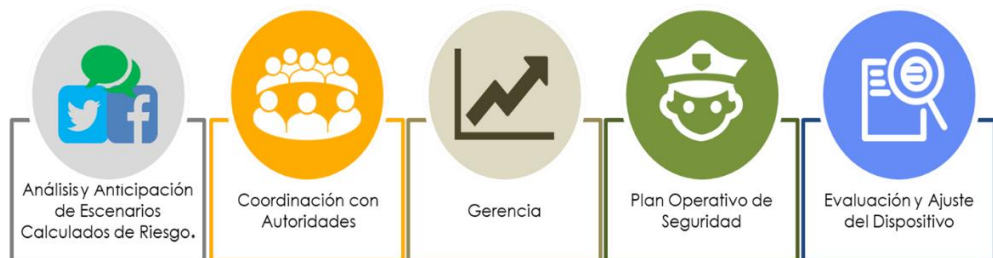 Análisis y Anticipación
de Escenarios
Calculados de Riesgo.
Coordinación con
Autoridades
Gerencia
Plan Operativo de
Seguridad
Evaluación y Ajuste
del Dispositivo